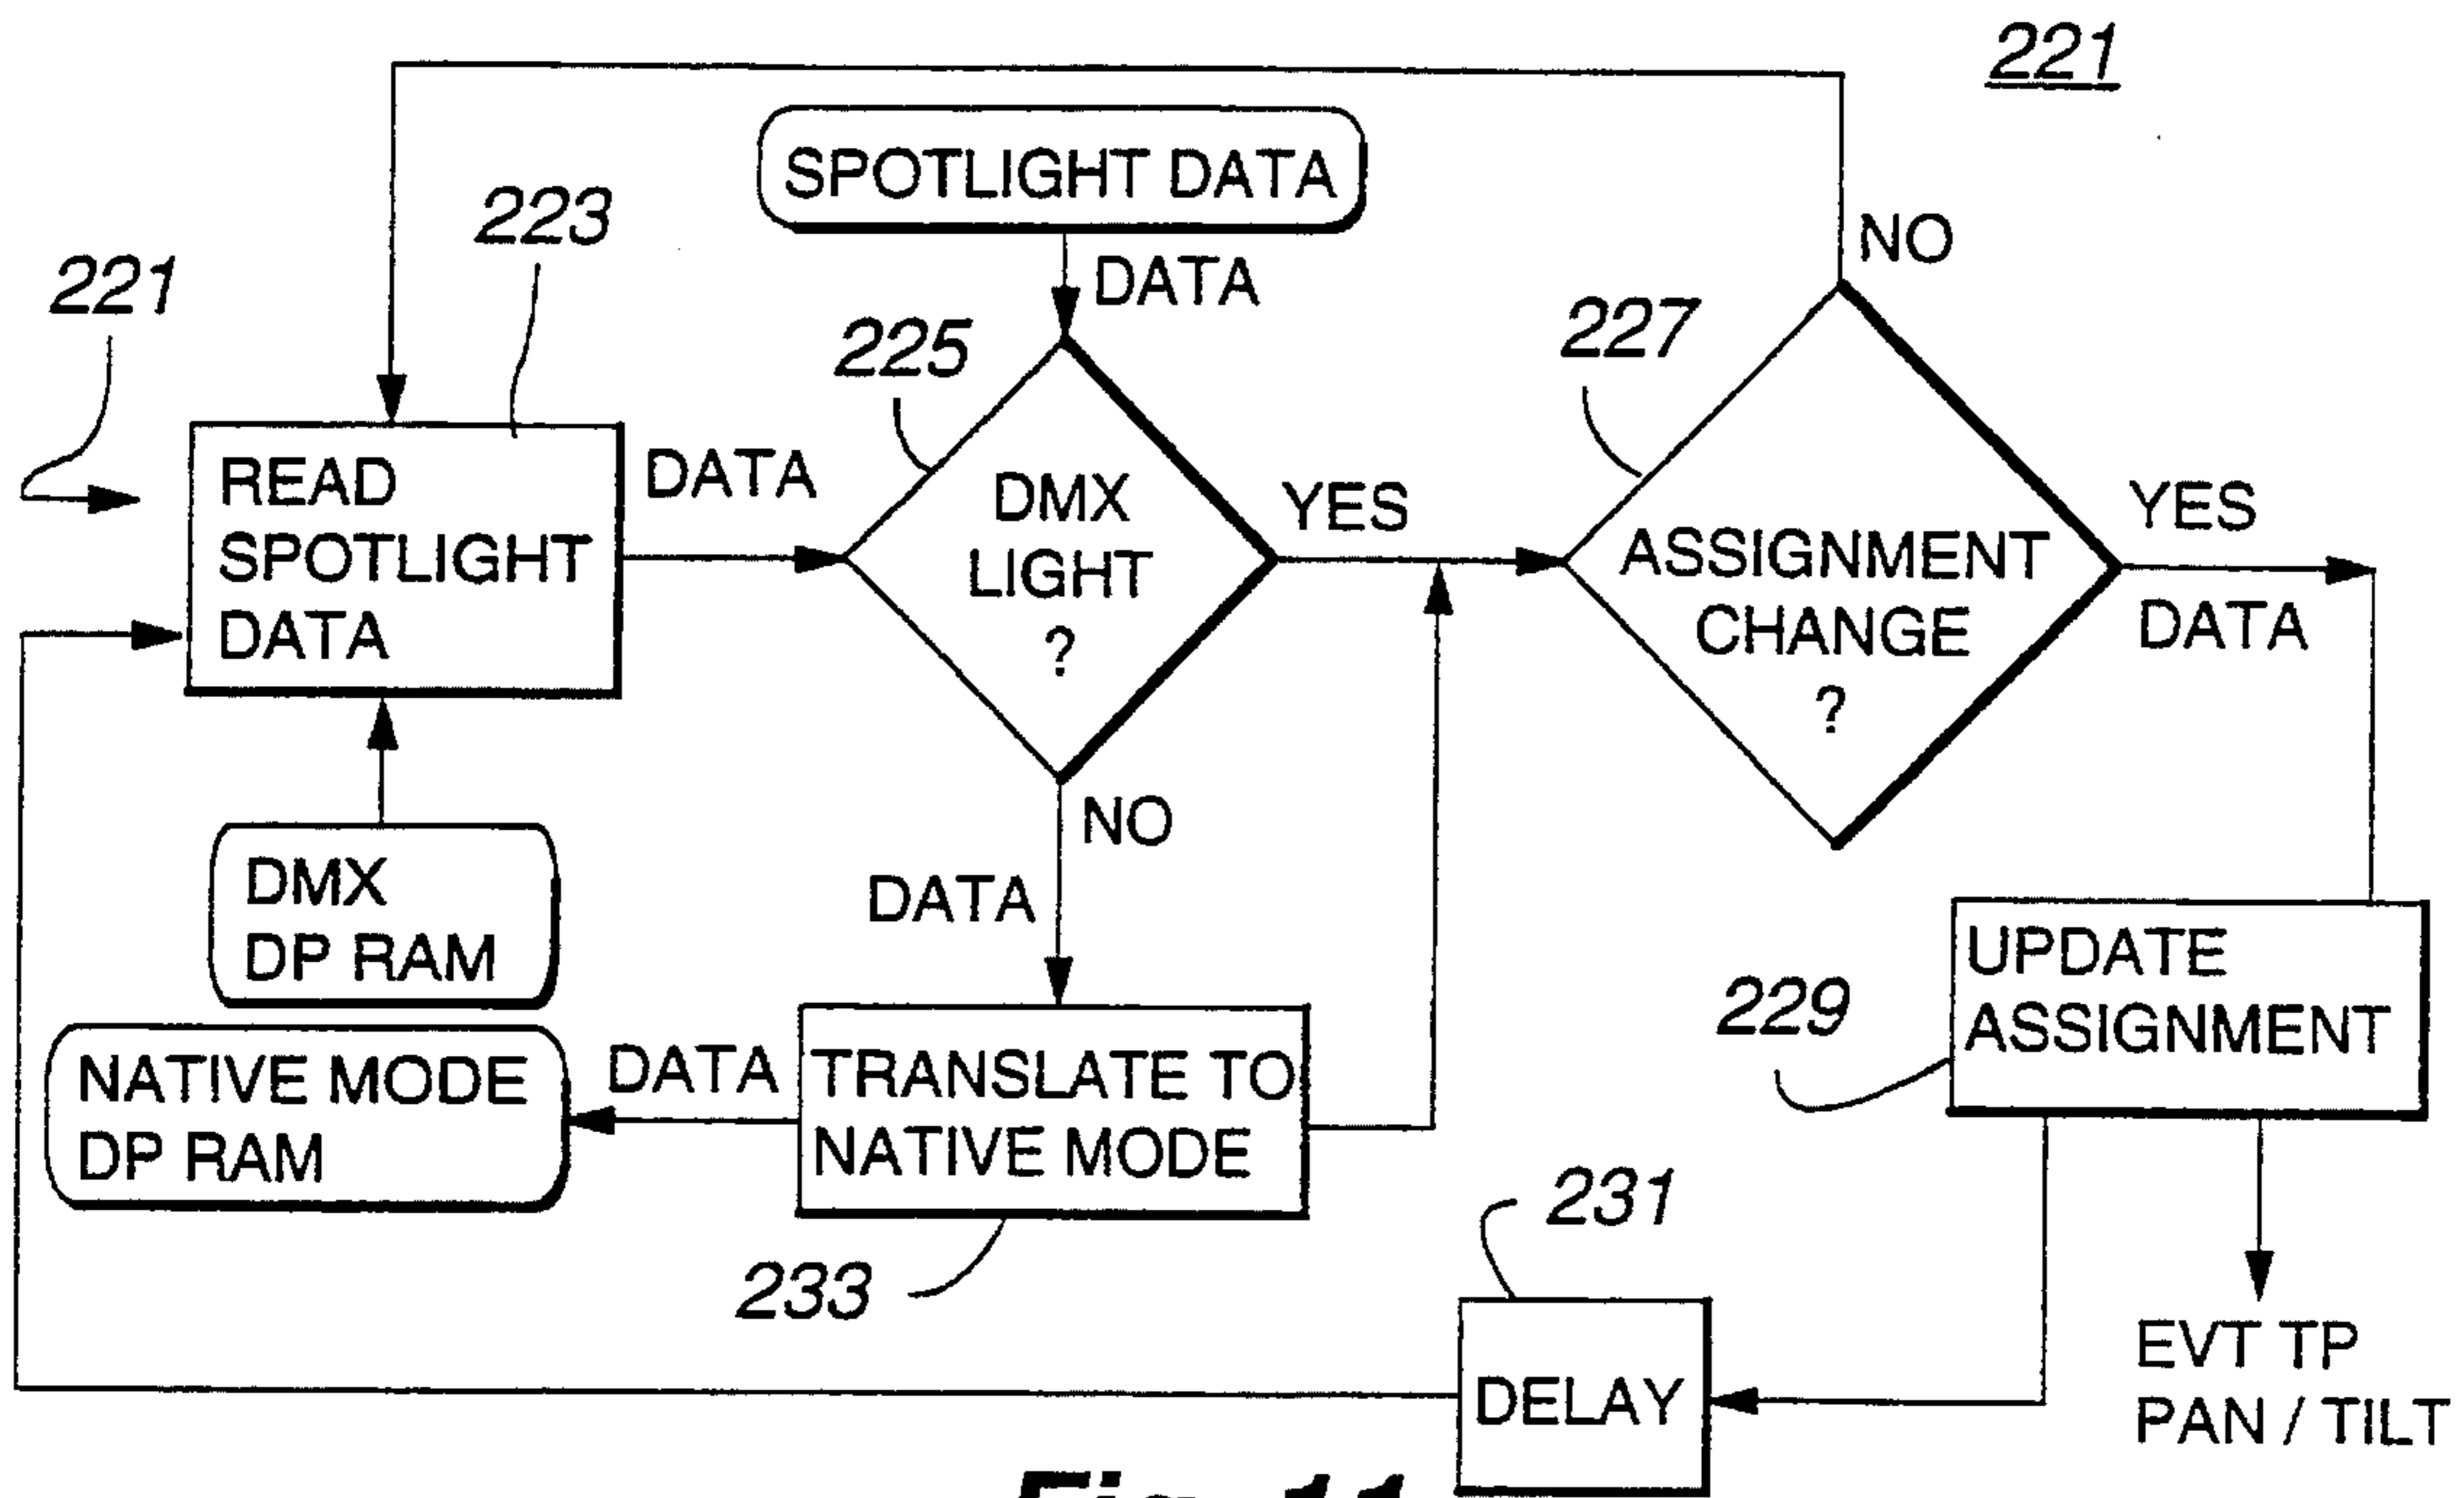 221
SPOTLIGHT DATA
223
NO
221
DATA
225
227
READ
SPOTLIGHT
DATA
DATA
DMX
LIGHT
?
YES
ASSIGNMENT
CHANGE
?
YES
DATA
NO
DMX
DP RAM
DATA
UPDATE
ASSIGNMENT
229
NATIVE MODE
DP RAM
DATA
TRANSLATE TO
NATIVE MODE
231
233
DELAY
EVT TP
PAN / TILT
Fig. 11